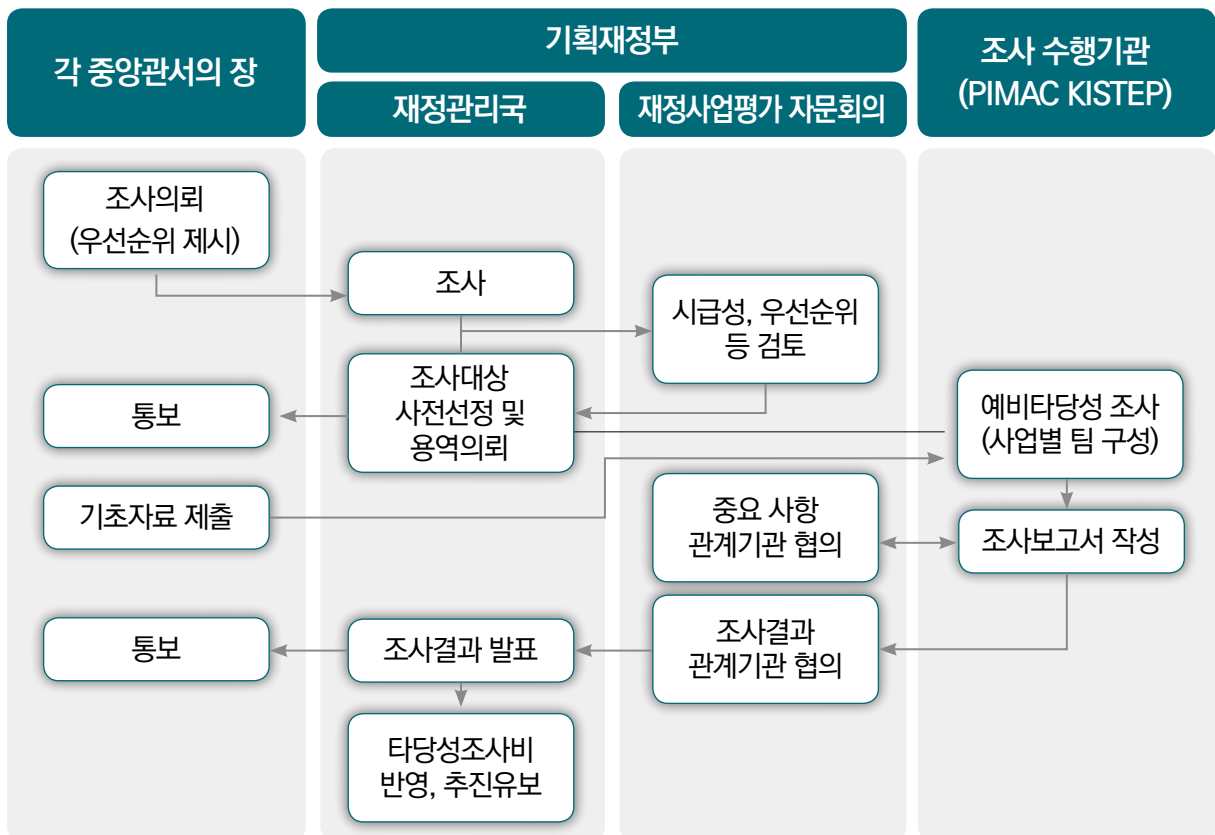 각 중앙관서의 장
기획재정부
재정관리국
재정사업평가 자문회의
조사 수행기관
(PIMAC KISTEP)
조사의뢰
(우선순위 제시)
조사
시급성, 우선순위
등 검토
조사대상
사전선정 및
용역의뢰
통보
예비타당성 조사
(사업별 팀 구성)
기초자료 제출
중요 사항
관계기관 협의
조사보고서 작성
조사결과
관계기관 협의
조사결과 발표
통보
타당성조사비
반영, 추진유보